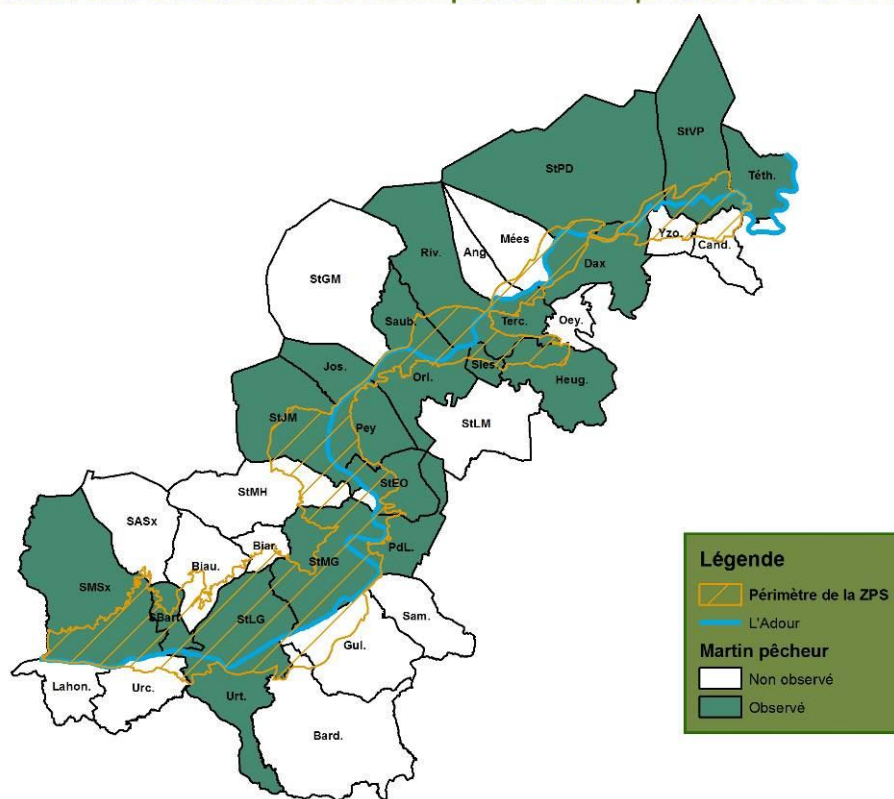 StVP
StPD
Téth.
Mées
Yzo.
Riv.
Ang
Cand.
Dax
StGM
Saub.
Terc.
Oey.
Jos.
Orl.
Sies.
Heug.
StJM
Pey
StLM
StEO
StMH
SASx
Biar.
StMG
PdL.
Biau.
SMSx
SBart.
StLG
Sam.
Gul.
Lahon.
Urc.
Urt.
Bard.
Légende
Périmètre de la ZPS
L'Adour
Martin pêcheur
Non observé
Observé